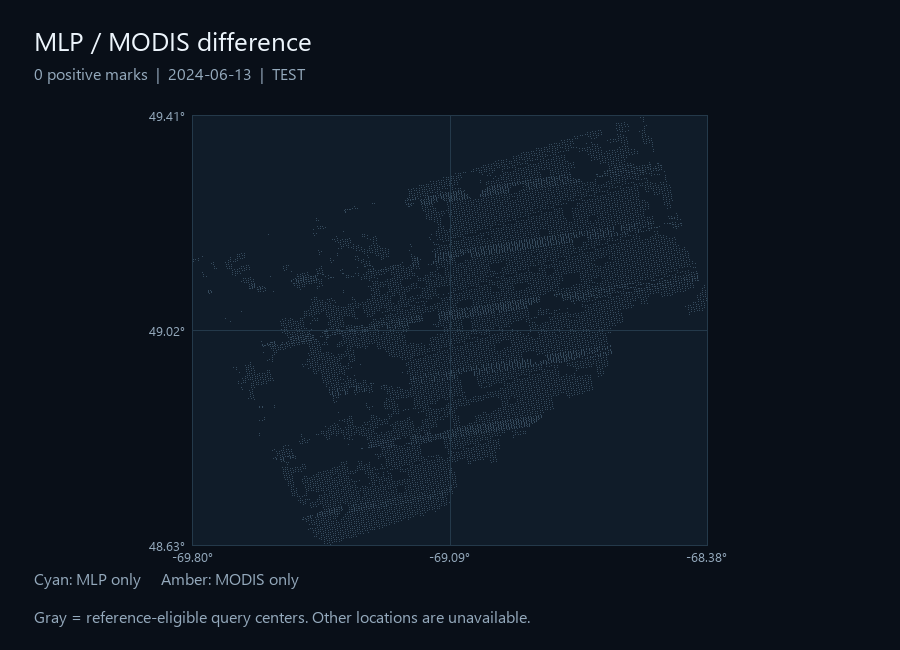 MLP / MODIS difference
0 positive marks | 2024-06-13 | TEST
49.41°
49.02°
48.63°
-69.80° -69.09° -68.38°
Cyan: MLP only Amber: MODIS only
Gray = reference-eligible query centers. Other locations are unavailable.